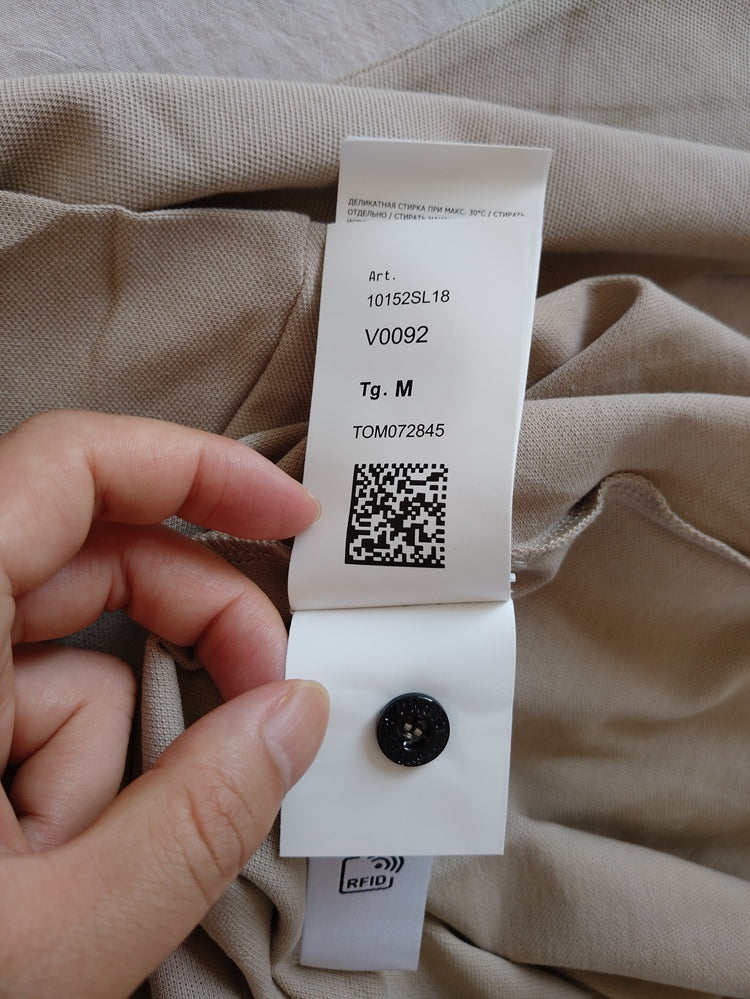 ДЕЛИКАТНАЯ СТИРКА ПРИ МАКС. 30°C / СТИРАТЬ
ОТДЕЛЬНО / СТИРАТЬ
Art.
10152SL18
V0092
Tg. M
TOM072845
RFID